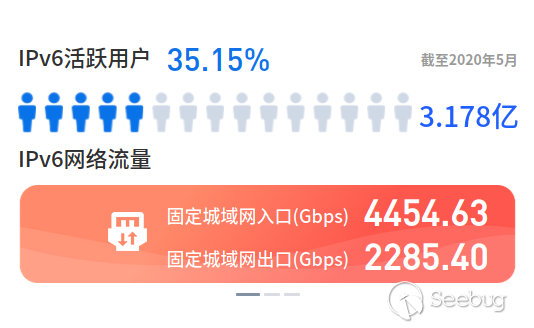 IPv6活跃用户 35.15% 截至2020年5月
3.178亿
IPv6网络流量
固定城域网入口(Gbps) 4454.63
固定城域网出口(Gbps) 2285.40
Seebug